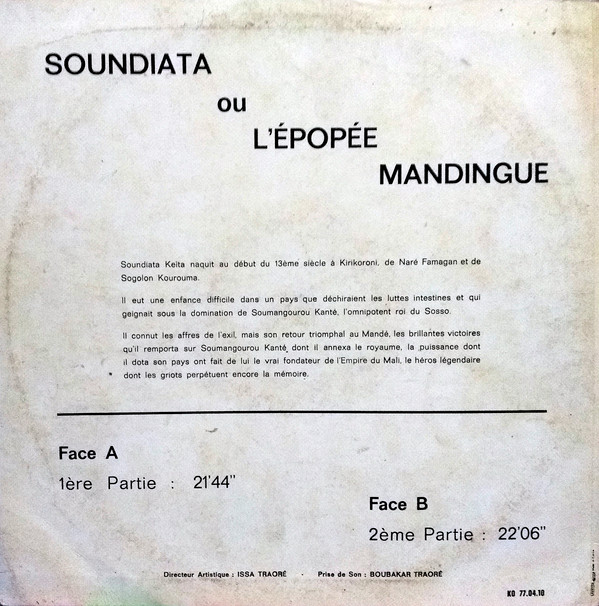 SOUNDIATA
ou
L'ÉPOPÉE
MANDINGUE
Soundiata Keita naquit au début du 13ème siècle à Kirikoroni, de Naré Famagan et de
Sogolon Kourouma.
Il eut une enfance difficile dans un pays que déchiraient les luttes intestines et qui
geignait sous la domination de Soumangourou Kanté, l'omnipotent roi du Sosso.
Il connut les affres de l'exil, mais son retour triomphal au Mandé, les brillantes victoires
qu'il remporta sur Soumangourou Kanté dont il annexa le royaume, la puissance dont
il dota son pays ont fait de lui le vrai fondateur de l'Empire du Mali, le héros légendaire
dont les griots perpétuent encore la mémoire.
Face A
1ère Partie : 21'44"
Face B
2ème Partie : 22'06"
Directeur Artistique : ISSA TRAORÉ - Prise de Son : BOUBAKAR TRAORÉ
KO 77.04.10